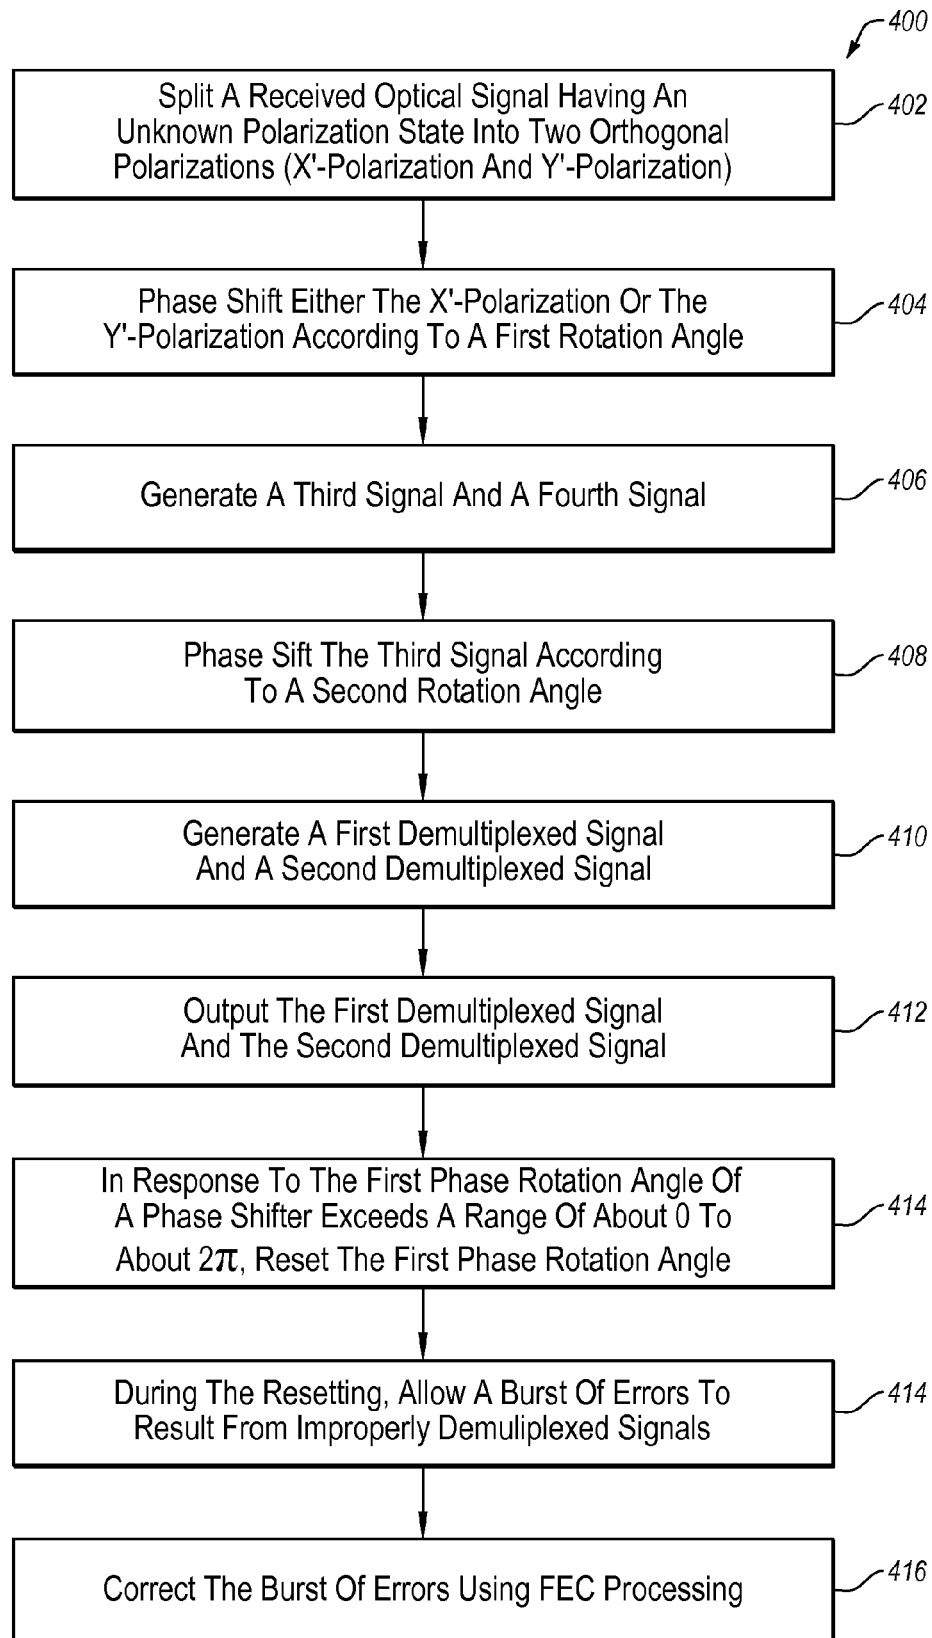 400
Split A Received Optical Signal Having An
Unknown Polarization State Into Two Orthogonal
Polarizations (X'-Polarization And Y'-Polarization)
402
Phase Shift Either The X'-Polarization Or The
Y'-Polarization According To A First Rotation Angle
404
Generate A Third Signal And A Fourth Signal
406
Phase Sift The Third Signal According
To A Second Rotation Angle
408
Generate A First Demultiplexed Signal
And A Second Demultiplexed Signal
410
Output The First Demultiplexed Signal
And The Second Demultiplexed Signal
412
In Response To The First Phase Rotation Angle Of
A Phase Shifter Exceeds A Range Of About 0 To
About 2π, Reset The First Phase Rotation Angle
414
During The Resetting, Allow A Burst Of Errors To
Result From Improperly Demuliplexed Signals
414
Correct The Burst Of Errors Using FEC Processing
416